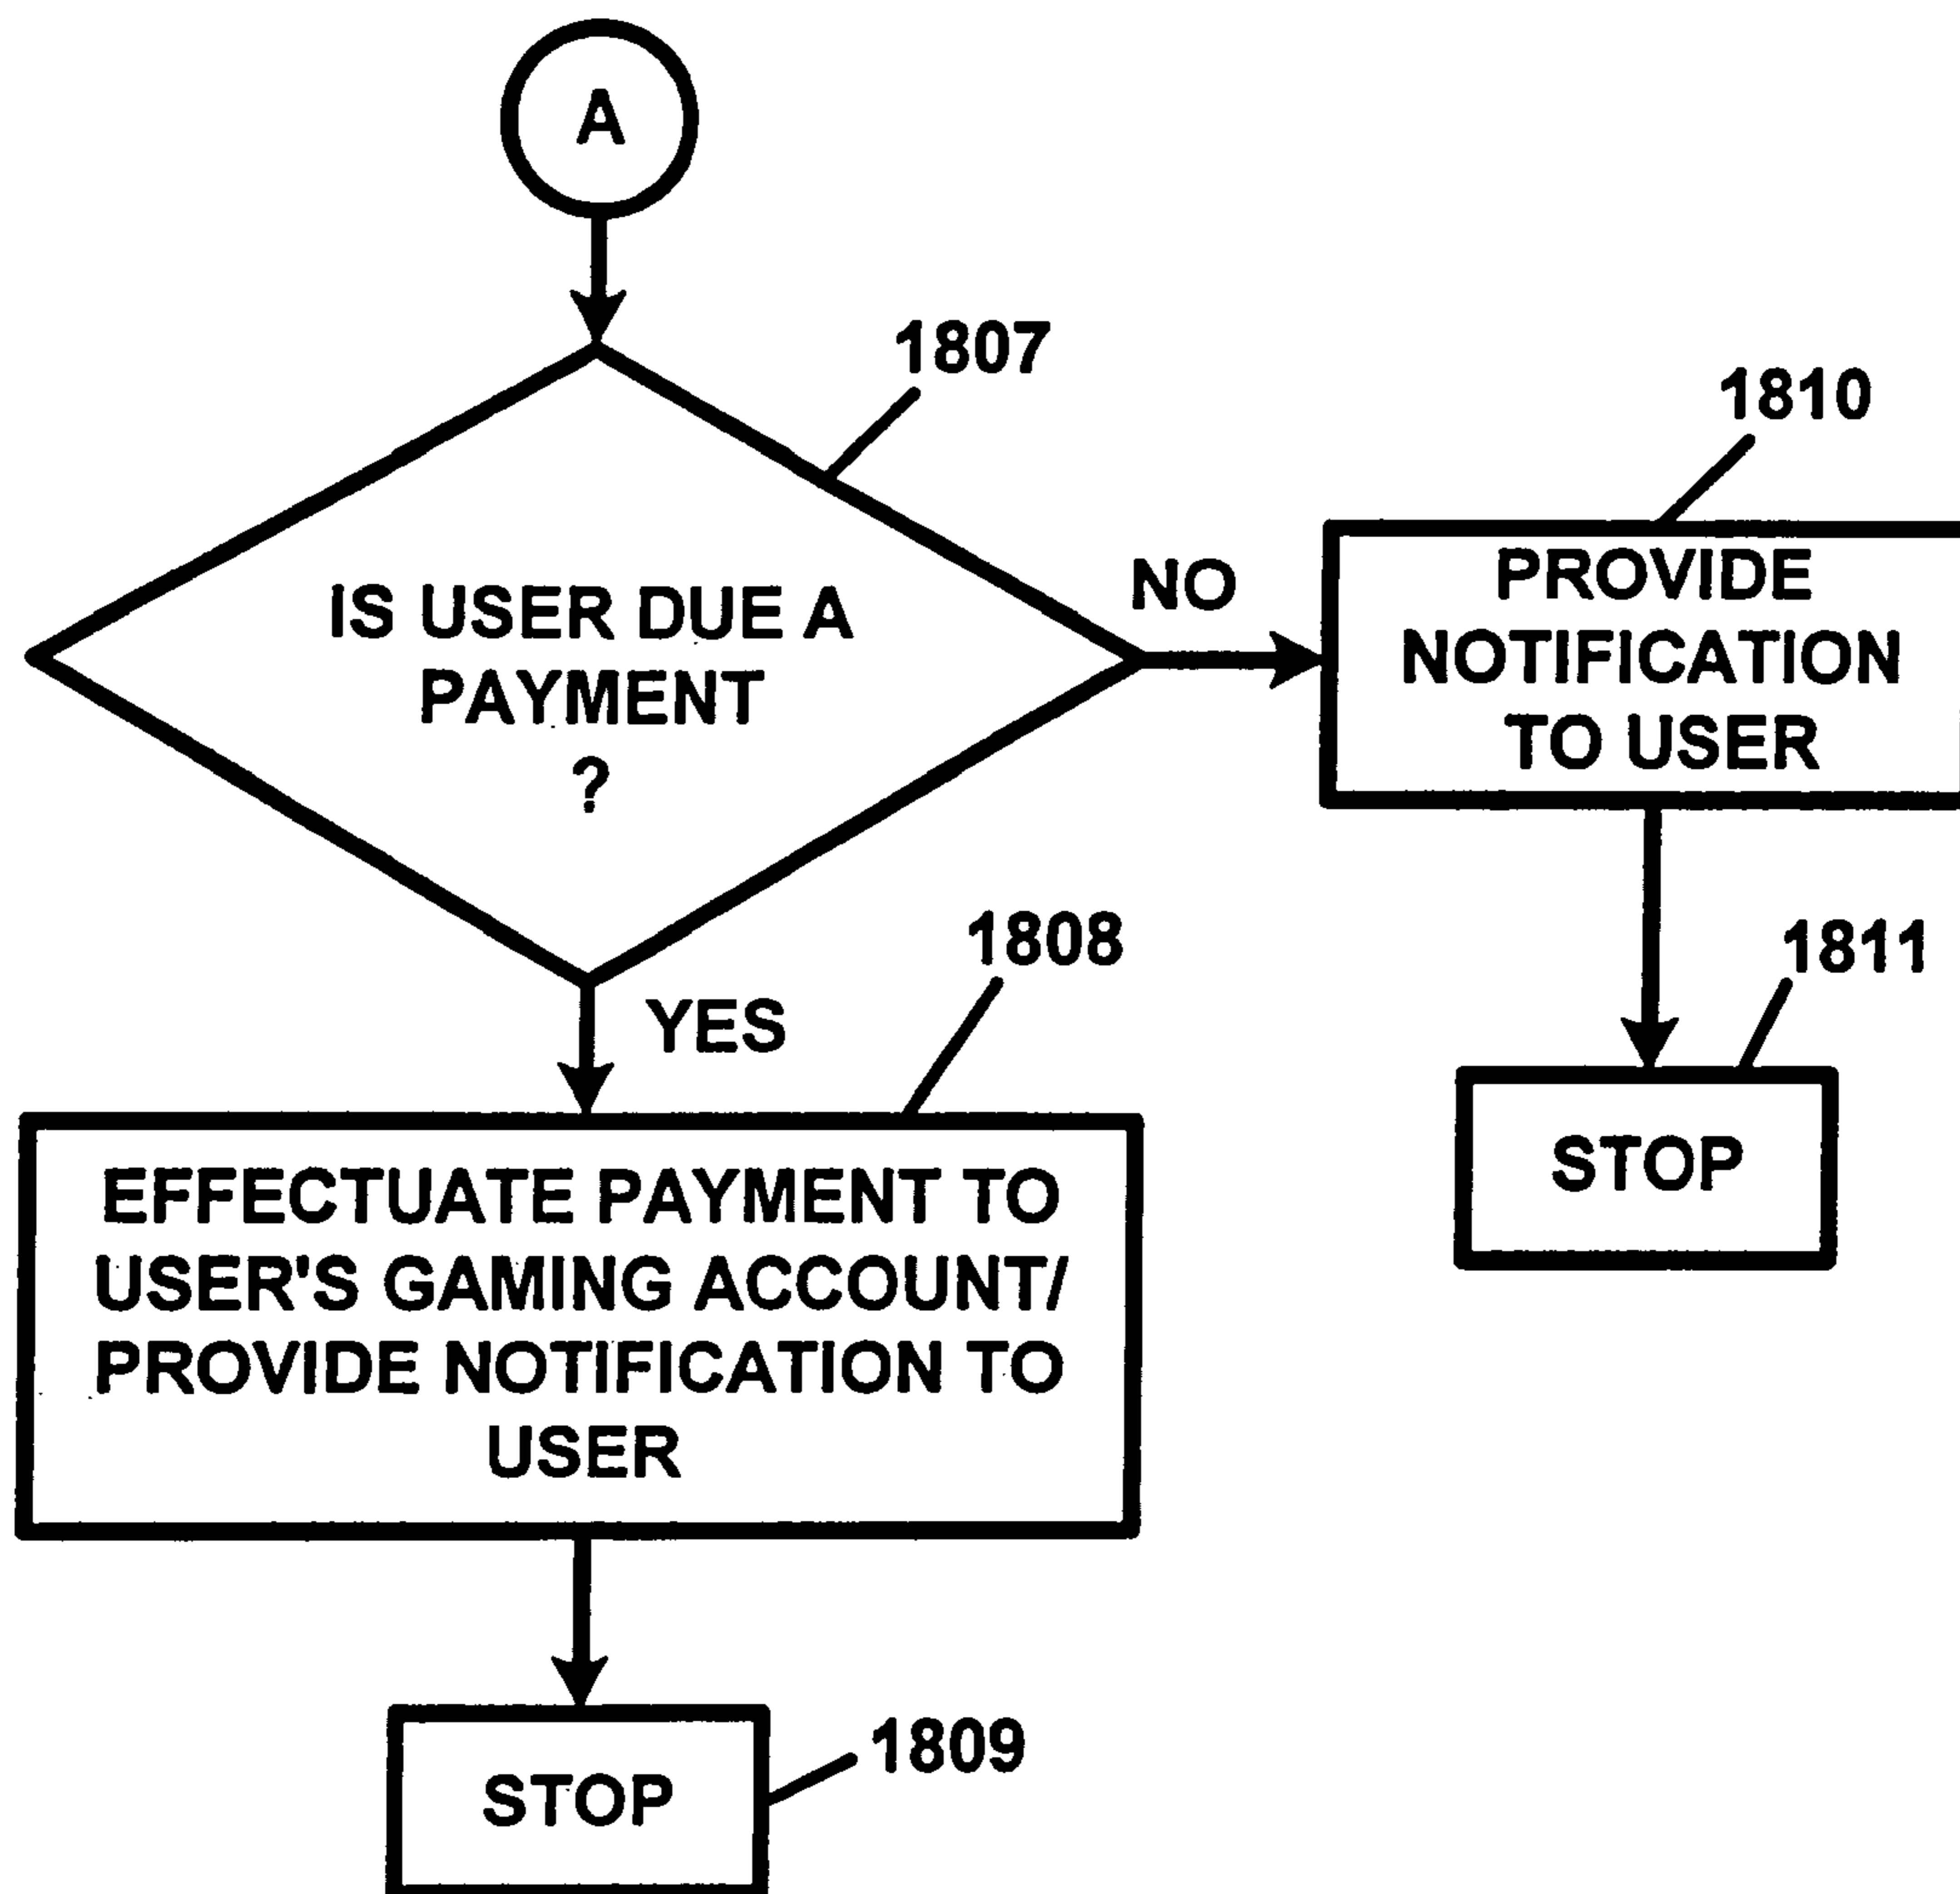 A
1807
IS USER DUE A
PAYMENT
?
NO
1810
PROVIDE
NOTIFICATION
TO USER
YES
1808
1811
STOP
EFFECTUATE PAYMENT TO
USER'S GAMING ACCOUNT/
PROVIDE NOTIFICATION TO
USER
1809
STOP